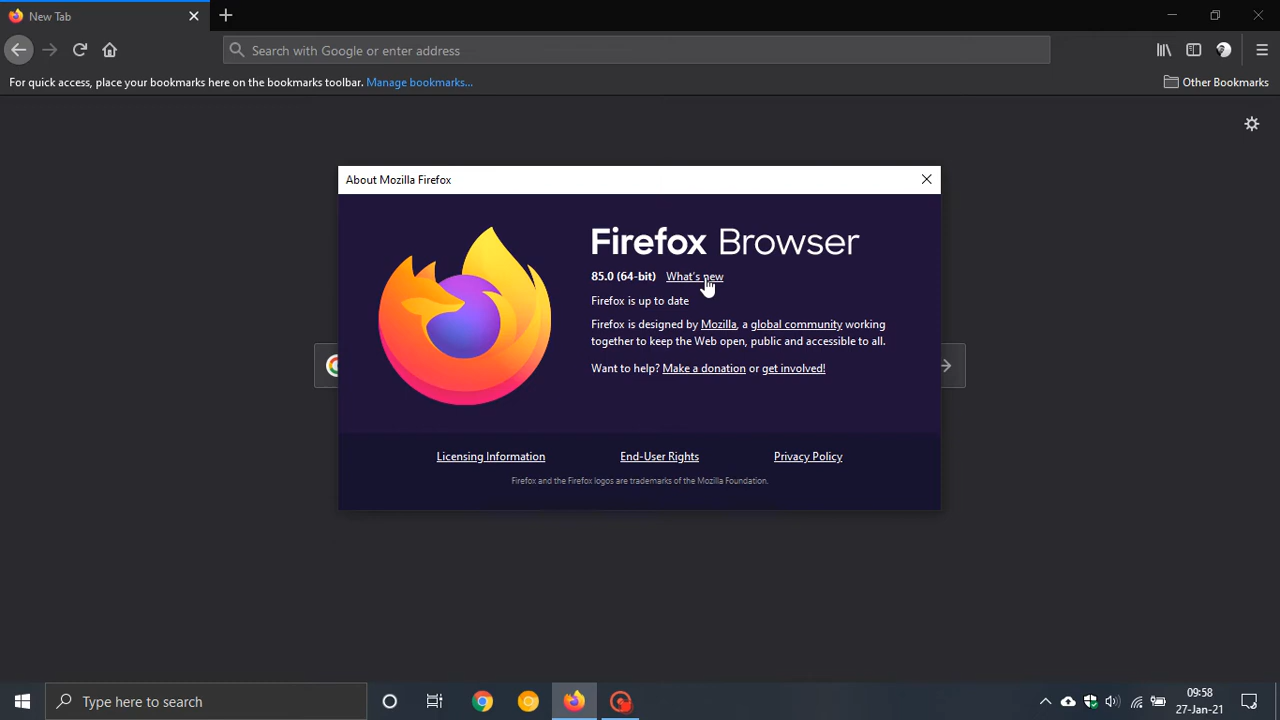 New Tab
Search with Google or enter address
For quick access, place your bookmarks here on the bookmarks toolbar. Manage bookmarks...
Other Bookmarks
About Mozilla Firefox
Firefox Browser
85.0 (64-bit) What's new
Firefox is up to date
Firefox is designed by Mozilla, a global community working
together to keep the Web open, public and accessible to all.
Want to help? Make a donation or get involved!
Licensing Information End-User Rights Privacy Policy
Firefox and the Firefox logos are trademarks of the Mozilla Foundation.
Type here to search
09:58
27-Jan-21